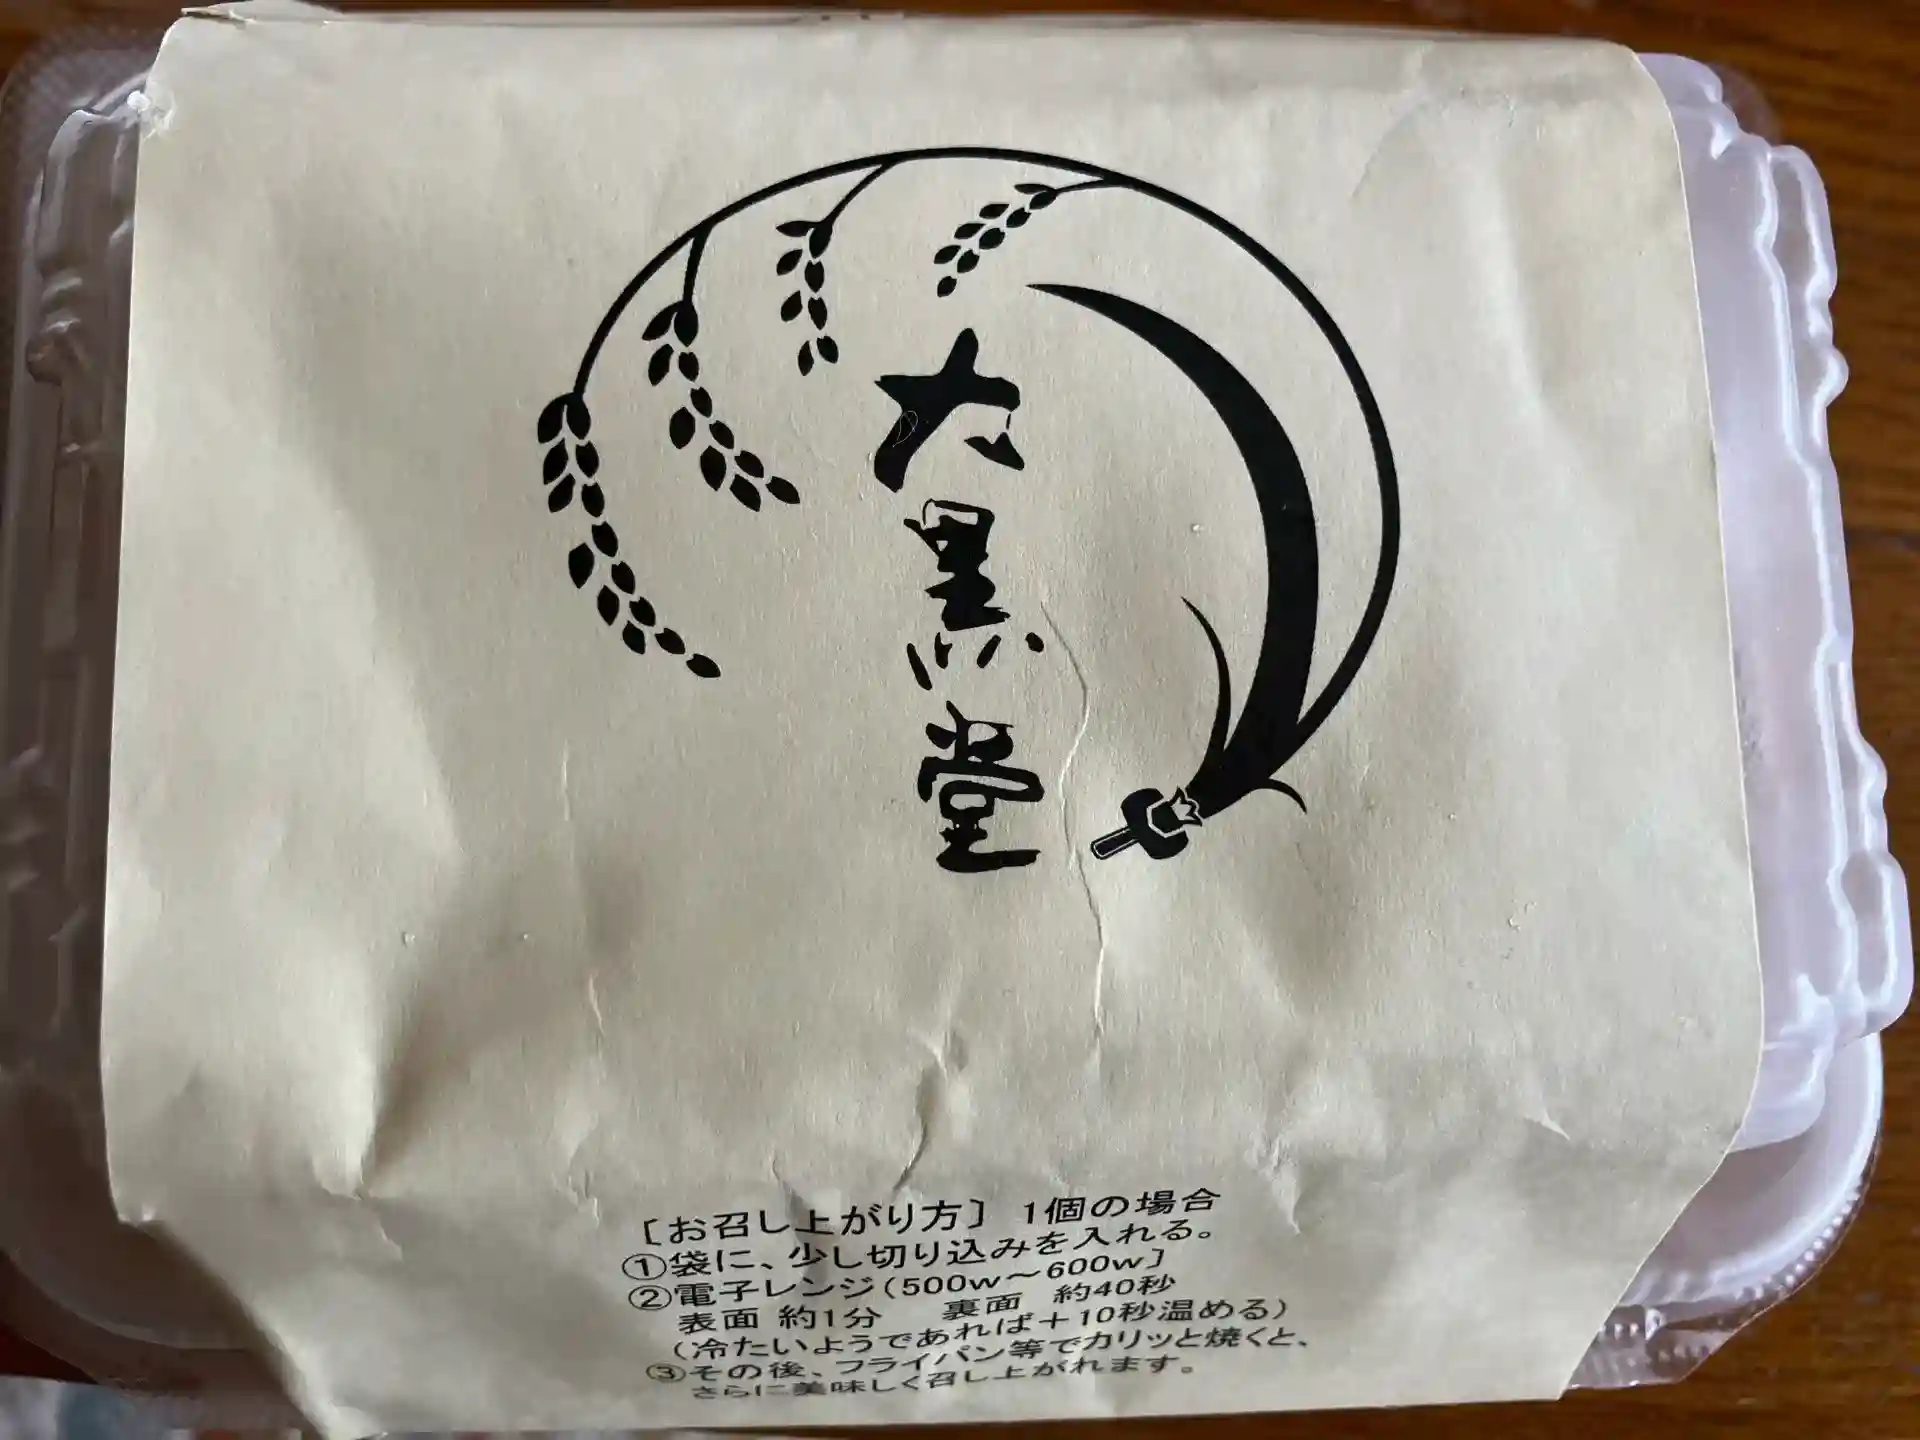 大黒堂
［お召し上がり方］ 1個の場合
①袋に、少し切り込みを入れる。
②電子レンジ（500w～600w］
表面 約1分　裏面 約40秒
（冷たいようであれば＋10秒温める）
③その後、フライパン等でカリッと焼くと、
さらに美味しく召し上がれます。